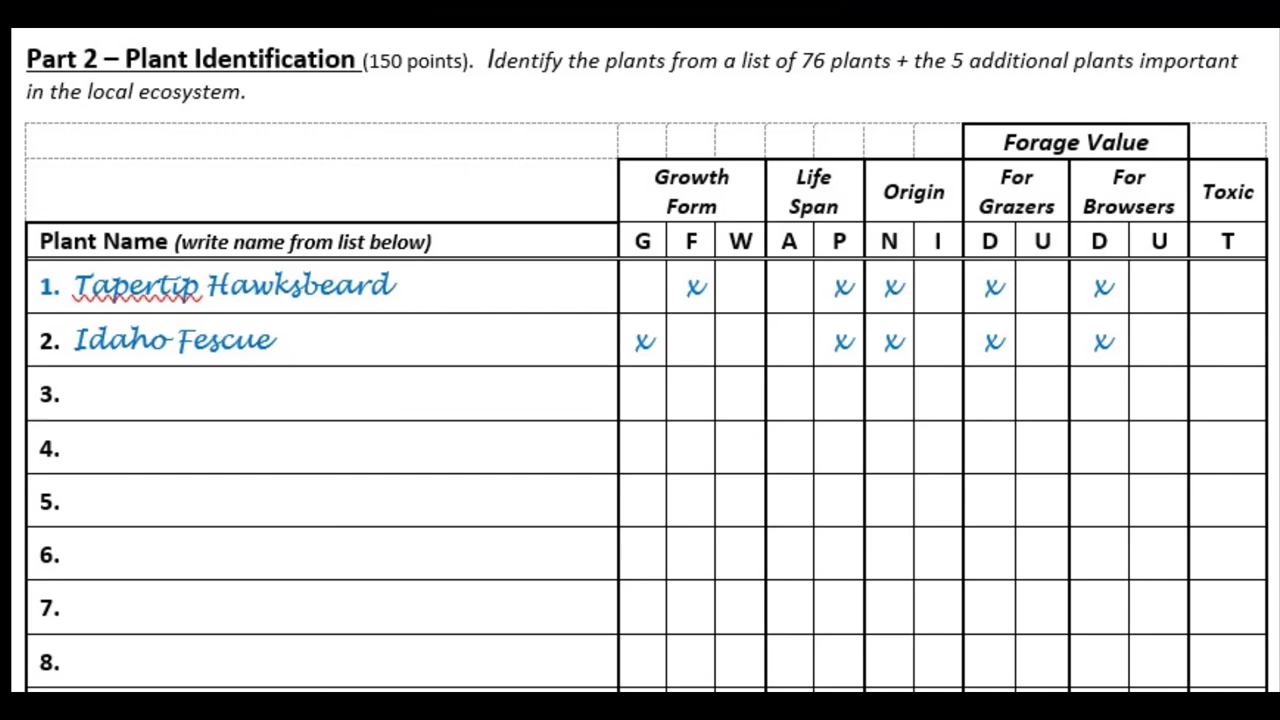 Part 2 – Plant Identification (150 points). Identify the plants from a list of 76 plants + the 5 additional plants important
in the local ecosystem.
Forage Value
Growth Form
Life Span
Origin
For Grazers
For Browsers
Toxic
Plant Name (write name from list below) G F W A P N I D U D U T
1. Tapertip Hawksbeard x x x x x
2. Idaho Fescue x x x x x
3.
4.
5.
6.
7.
8.